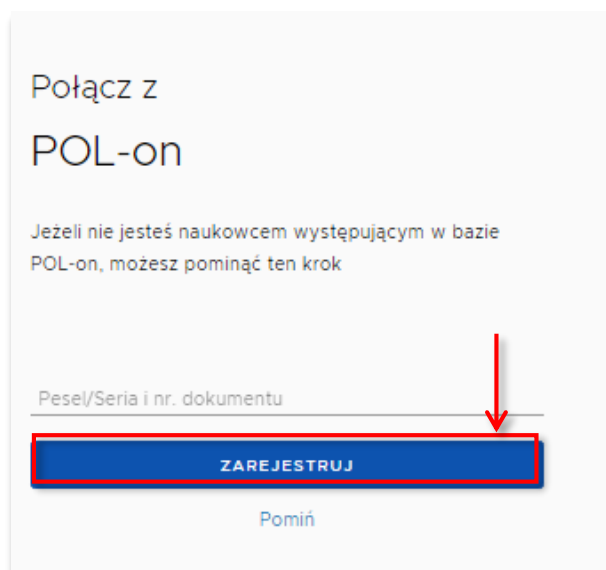 Połącz z
POL-on
Jeżeli nie jesteś naukowcem występującym w bazie
POL-on, możesz pominąć ten krok
Pesel/Seria i nr. dokumentu
ZAREJESTRUJ
Pomiń